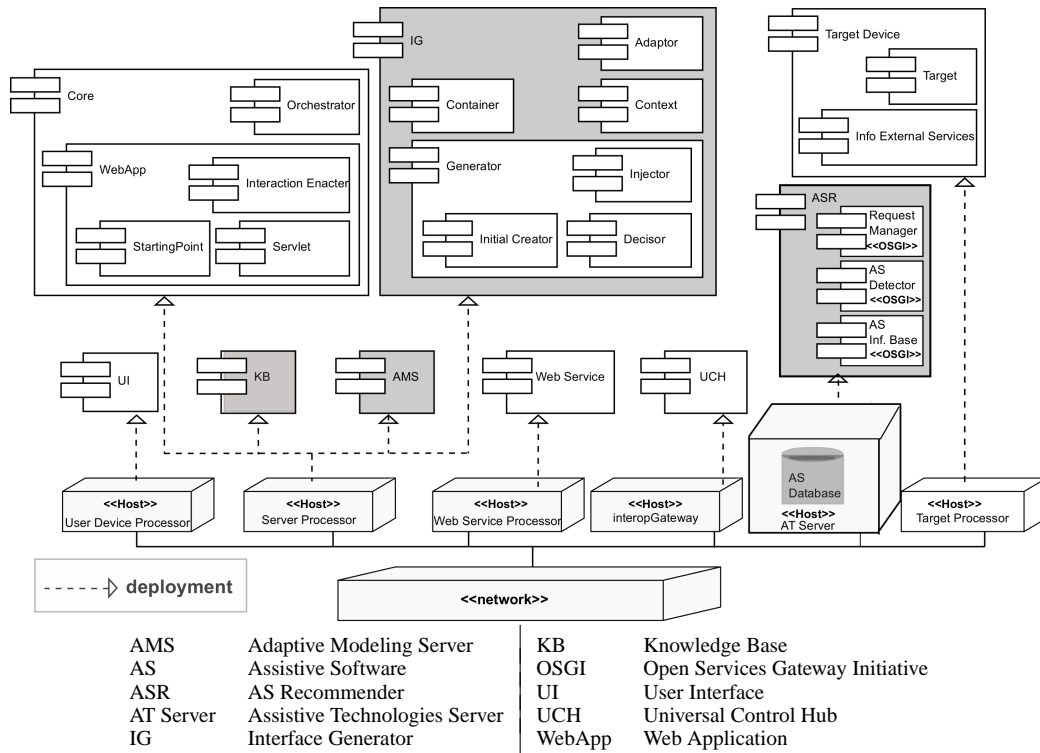 IG
Adaptor
Container
Context
Generator
Injector
Initial Creator
Decisor
Core
Orchestrator
WebApp
Interaction Enacter
StartingPoint
Servlet
Target Device
Target
Info External Services
ASR
Request
Manager
<<OSGI>>
AS
Detector
<<OSGI>>
AS
Inf. Base
<<OSGI>>
UI
KB
AMS
Web Service
UCH
<<Host>>
User Device Processor
<<Host>>
Server Processor
<<Host>>
Web Service Processor
<<Host>>
interopGateway
AS
Database
<<Host>>
AT Server
<<Host>>
Target Processor
deployment
<<network>>
AMS Adaptive Modeling Server
AS Assistive Software
ASR AS Recommender
AT Server Assistive Technologies Server
IG Interface Generator
KB Knowledge Base
OSGI Open Services Gateway Initiative
UI User Interface
UCH Universal Control Hub
WebApp Web Application